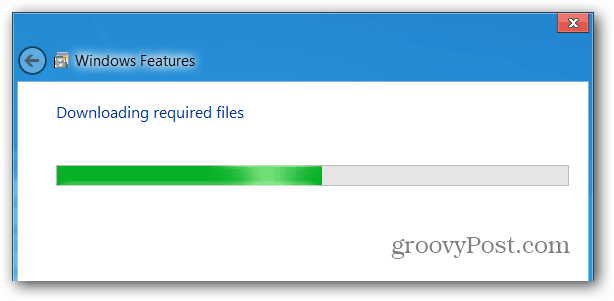 Windows Features
Downloading required files
groovyPost.com